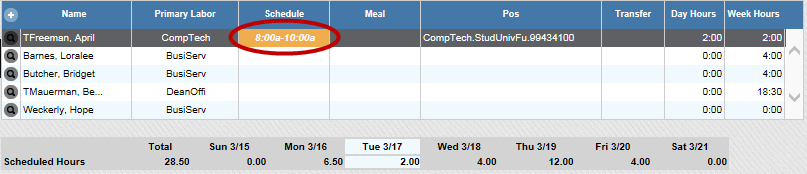 Name Primary Labor Schedule Meal Pos Transfer Day Hours Week Hours
TFreeman, April CompTech 8:00a-10:00a CompTech.StudUnivFu.99434100 2:00 2:00
Barnes, Loralee BusiServ 0:00 4:00
Butcher, Bridget BusiServ 0:00 4:00
TMauerman, Be... DeanOffi 0:00 18:30
Weckerly, Hope BusiServ 0:00 0:00
Total Sun 3/15 Mon 3/16 Tue 3/17 Wed 3/18 Thu 3/19 Fri 3/20 Sat 3/21
Scheduled Hours 28.50 0.00 6.50 2.00 4.00 12.00 4.00 0.00